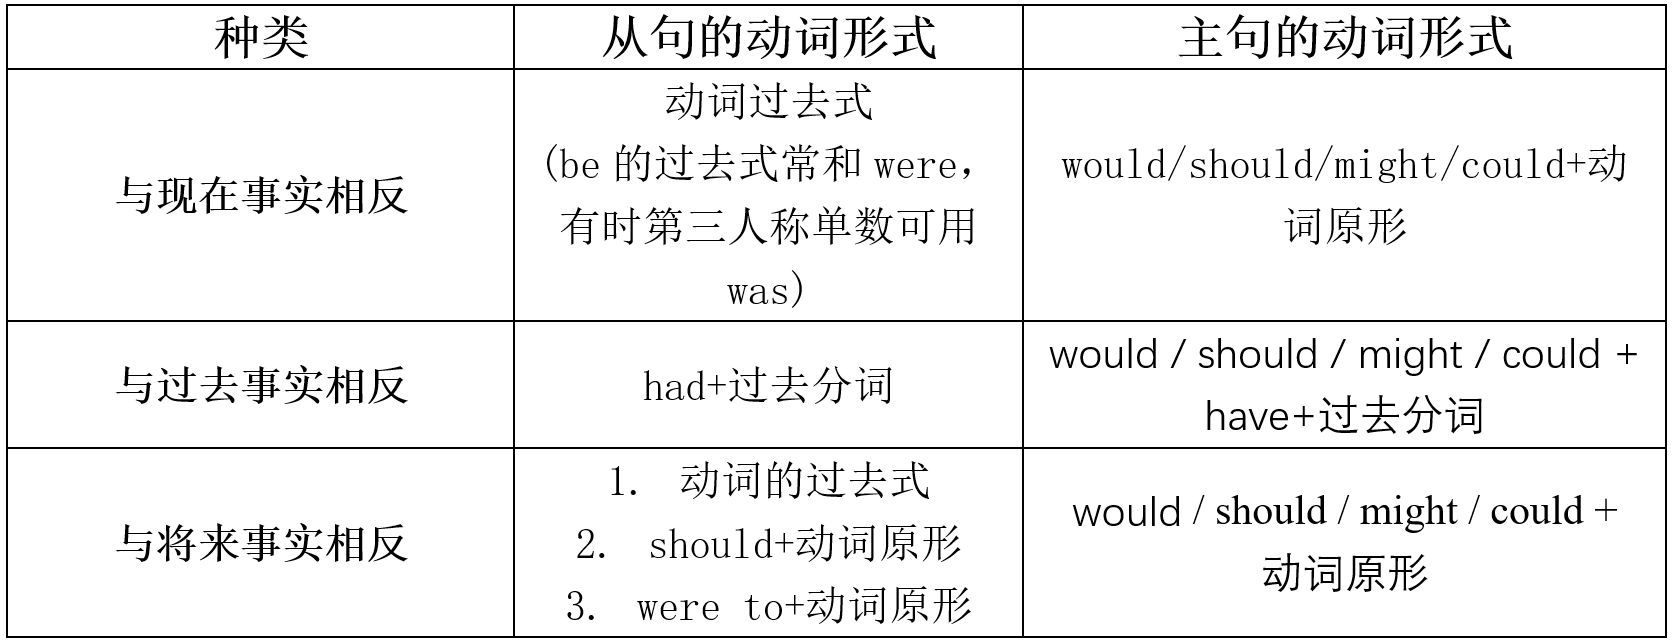 种类
从句的动词形式
主句的动词形式
与现在事实相反
动词过去式
(be 的过去式常和 were，
有时第三人称单数可用
was)
would/should/might/could+动
词原形
与过去事实相反
had+过去分词
would / should / might / could +
have+过去分词
与将来事实相反
1. 动词的过去式
2. should+动词原形
3. were to+动词原形
would / should / might / could +
动词原形